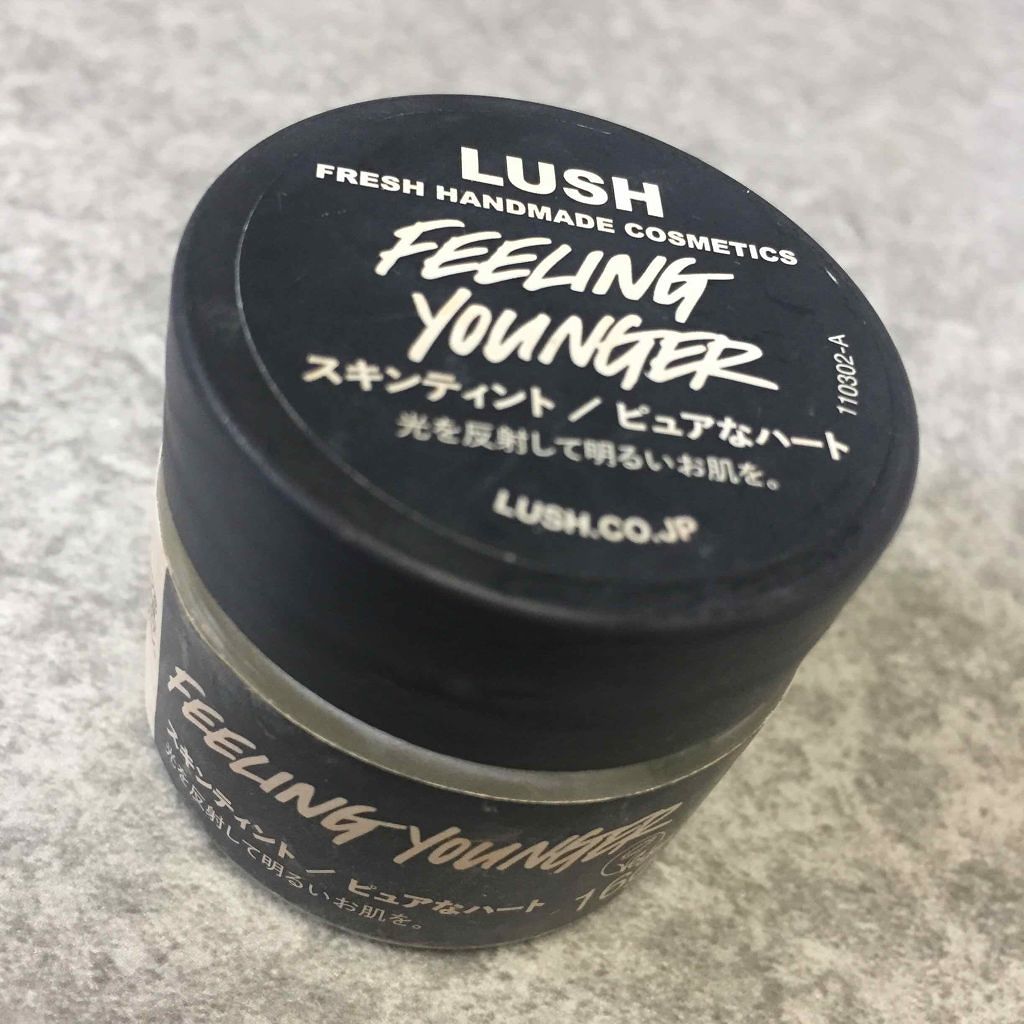 LUSH
FRESH HANDMADE COSMETICS
FEELING
YOUNGER
スキンティント / ピュアなハート
光を反射して明るいお肌を。
LUSH.CO.JP
110302-A
FEELING YOUNGER
スキンティント / ピュアなハート
光を反射して明るいお肌を。